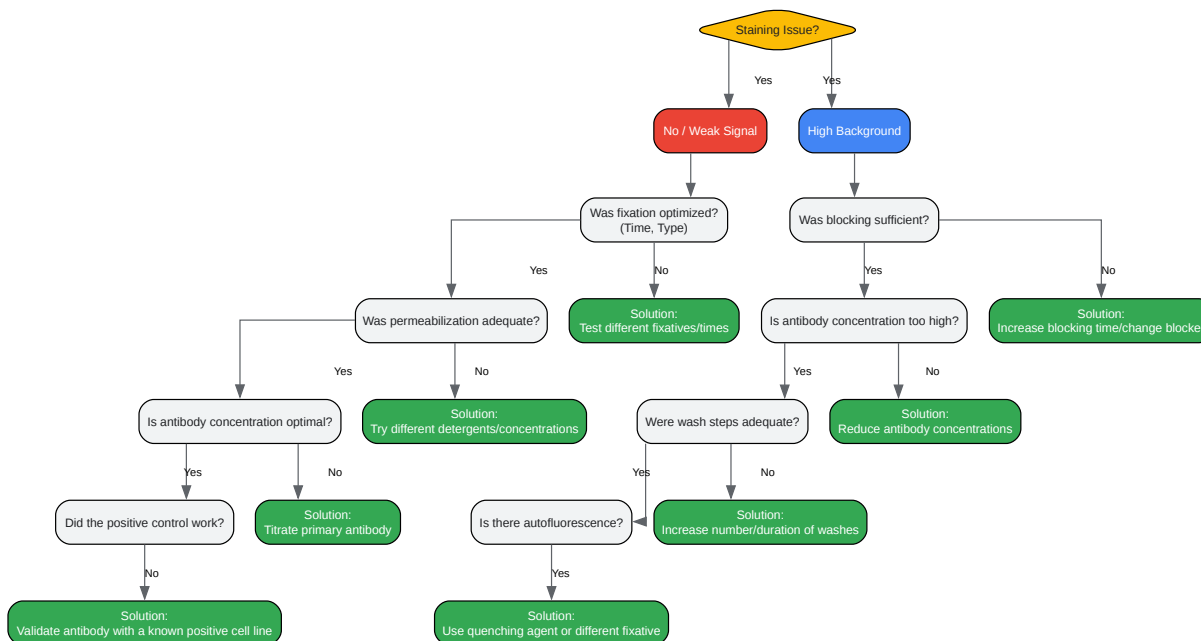 Staining Issue?
Yes
Yes
No / Weak Signal
High Background
Was fixation optimized?
(Time, Type)
Was blocking sufficient?
Yes
No
Yes
No
Was permeabilization adequate?
Solution:
Test different fixatives/times
Is antibody concentration too high?
Solution:
Increase blocking time/change blocke
Yes
No
Yes
No
Is antibody concentration optimal?
Solution:
Try different detergents/concentrations
Were wash steps adequate?
Solution:
Reduce antibody concentrations
Yes
No
Yes
No
Did the positive control work?
Solution:
Titrate primary antibody
Is there autofluorescence?
Solution:
Increase number/duration of washes
No
Yes
Solution:
Validate antibody with a known positive cell line
Solution:
Use quenching agent or different fixative